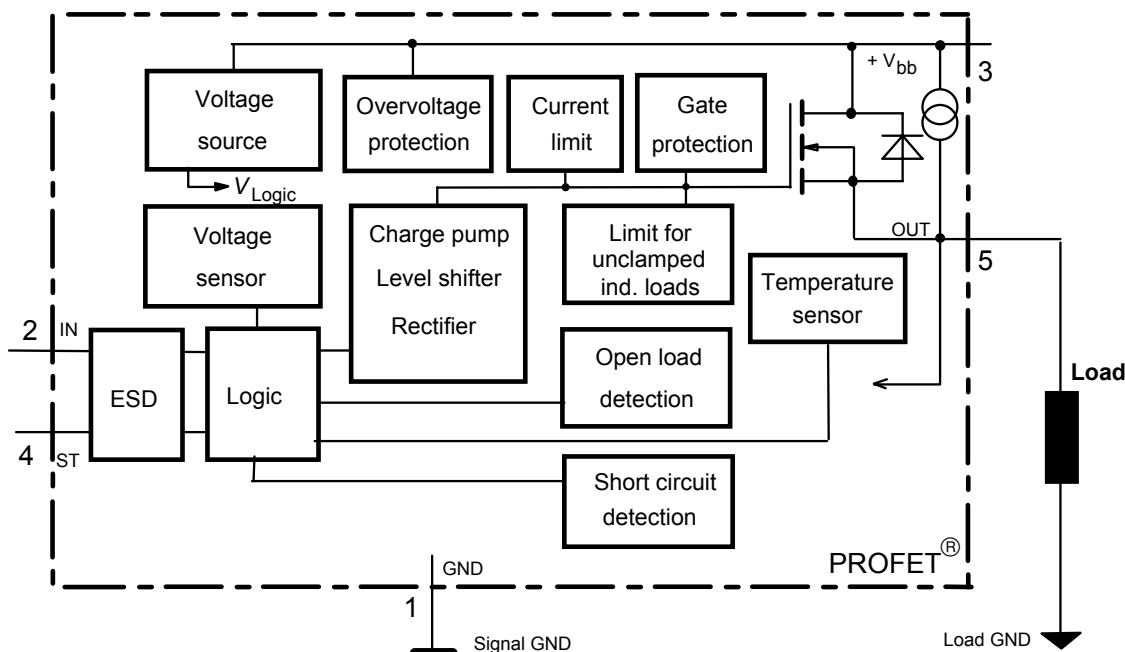 + Vbb
3
Voltage
source
Overvoltage
protection
Current
limit
Gate
protection
VLogic
Voltage
sensor
Charge pump
Level shifter
Rectifier
Limit for
unclamped
ind. loads
OUT
5
Temperature
sensor
2
IN
ESD
Logic
Open load
detection
Load
4
ST
Short circuit
detection
PROFET®
GND
1
Signal GND
Load GND